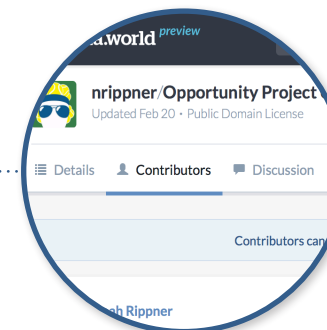 .world preview
nrippner/Opportunity Project
Updated Feb 20 • Public Domain License
Details Contributors Discussion
Contributors can
Rippner